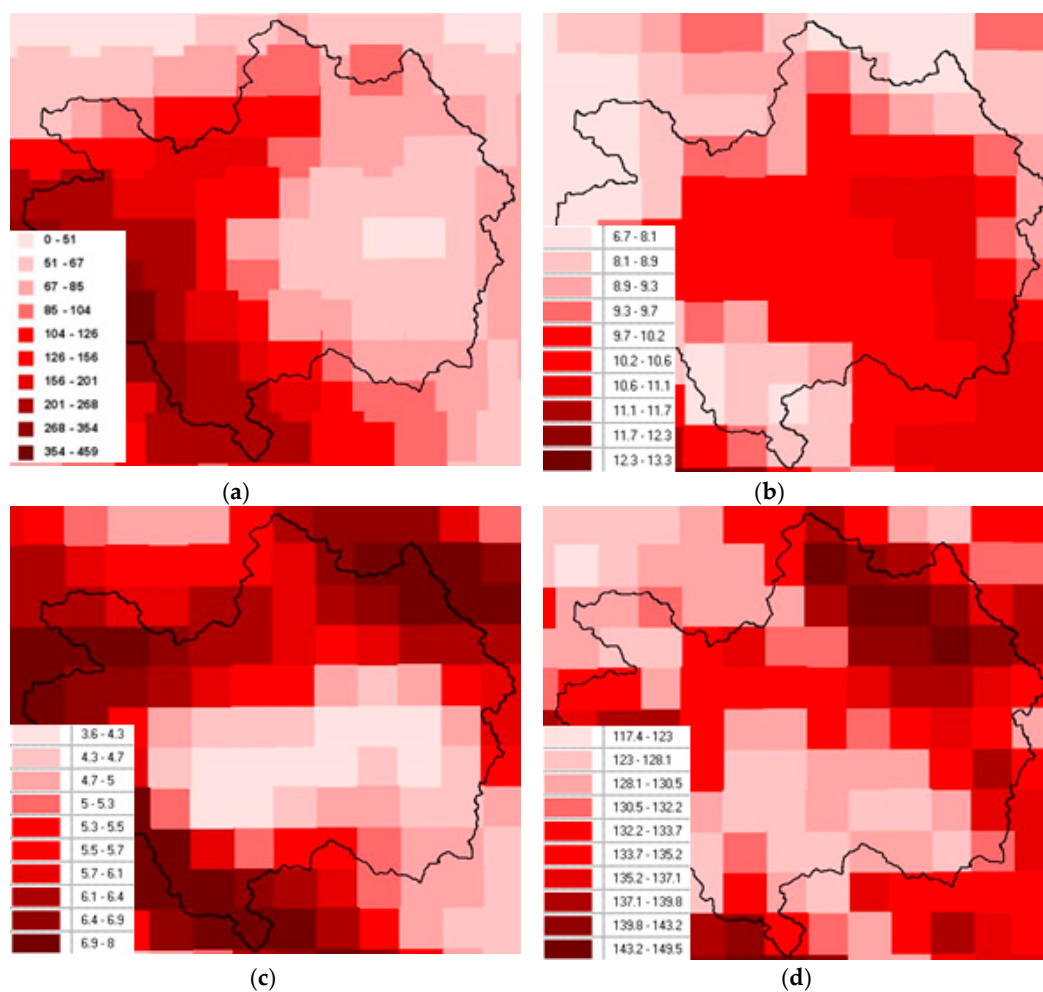 0 - 51
51 - 67
67 - 85
85 - 104
104 - 126
126 - 156
156 - 201
201 - 268
268 - 354
354 - 459
(a)
6.7 - 8.1
8.1 - 8.9
8.9 - 9.3
9.3 - 9.7
9.7 - 10.2
10.2 - 10.6
10.6 - 11.1
11.1 - 11.7
11.7 - 12.3
12.3 - 13.3
(b)
3.6 - 4.3
4.3 - 4.7
4.7 - 5
5 - 5.3
5.3 - 5.5
5.5 - 5.7
5.7 - 6.1
6.1 - 6.4
6.4 - 6.9
6.9 - 8
(c)
117.4 - 123
123 - 128.1
128.1 - 130.5
130.5 - 132.2
132.2 - 133.7
133.7 - 135.2
135.2 - 137.1
137.1 - 139.8
139.8 - 143.2
143.2 - 149.5
(d)